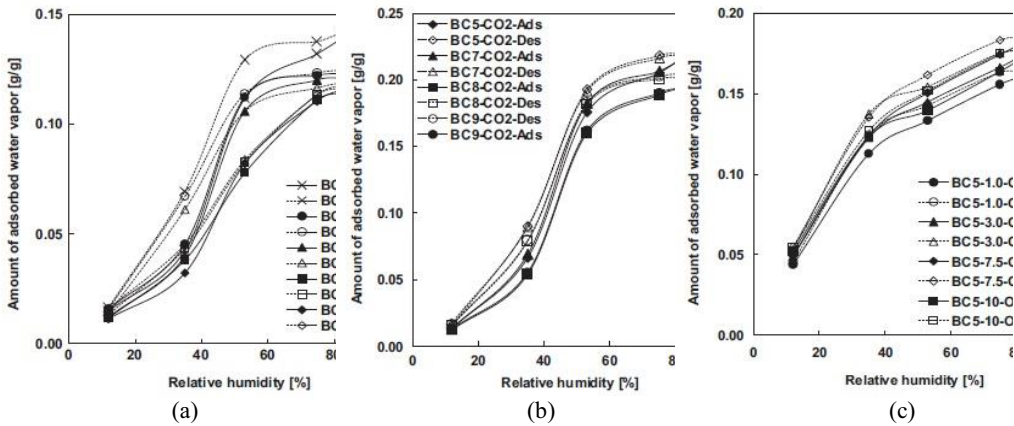 Amount of adsorbed water vapor [g/g]
0.15
0.10
0.05
0.00
0
20
40
60
80
Relative humidity [%]
BC
BC
BC
BC
BC
BC
BC
BC
BC
BC
(a)
Amount of adsorbed water vapor [g/g]
0.25
0.20
0.15
0.10
0.05
0.00
0
20
40
60
8
Relative humidity [%]
BC5-CO2-Ads
BC5-CO2-Des
BC7-CO2-Ads
BC7-CO2-Des
BC8-CO2-Ads
BC8-CO2-Des
BC9-CO2-Des
BC9-CO2-Ads
(b)
Amount of adsorbed water vapor [g/g]
0.20
0.15
0.10
0.05
0.00
0
20
40
60
8
Relative humidity [%]
BC5-1.0-O
BC5-1.0-O
BC5-3.0-O
BC5-3.0-O
BC5-7.5-O
BC5-7.5-O
BC5-10-O
BC5-10-O
(c)